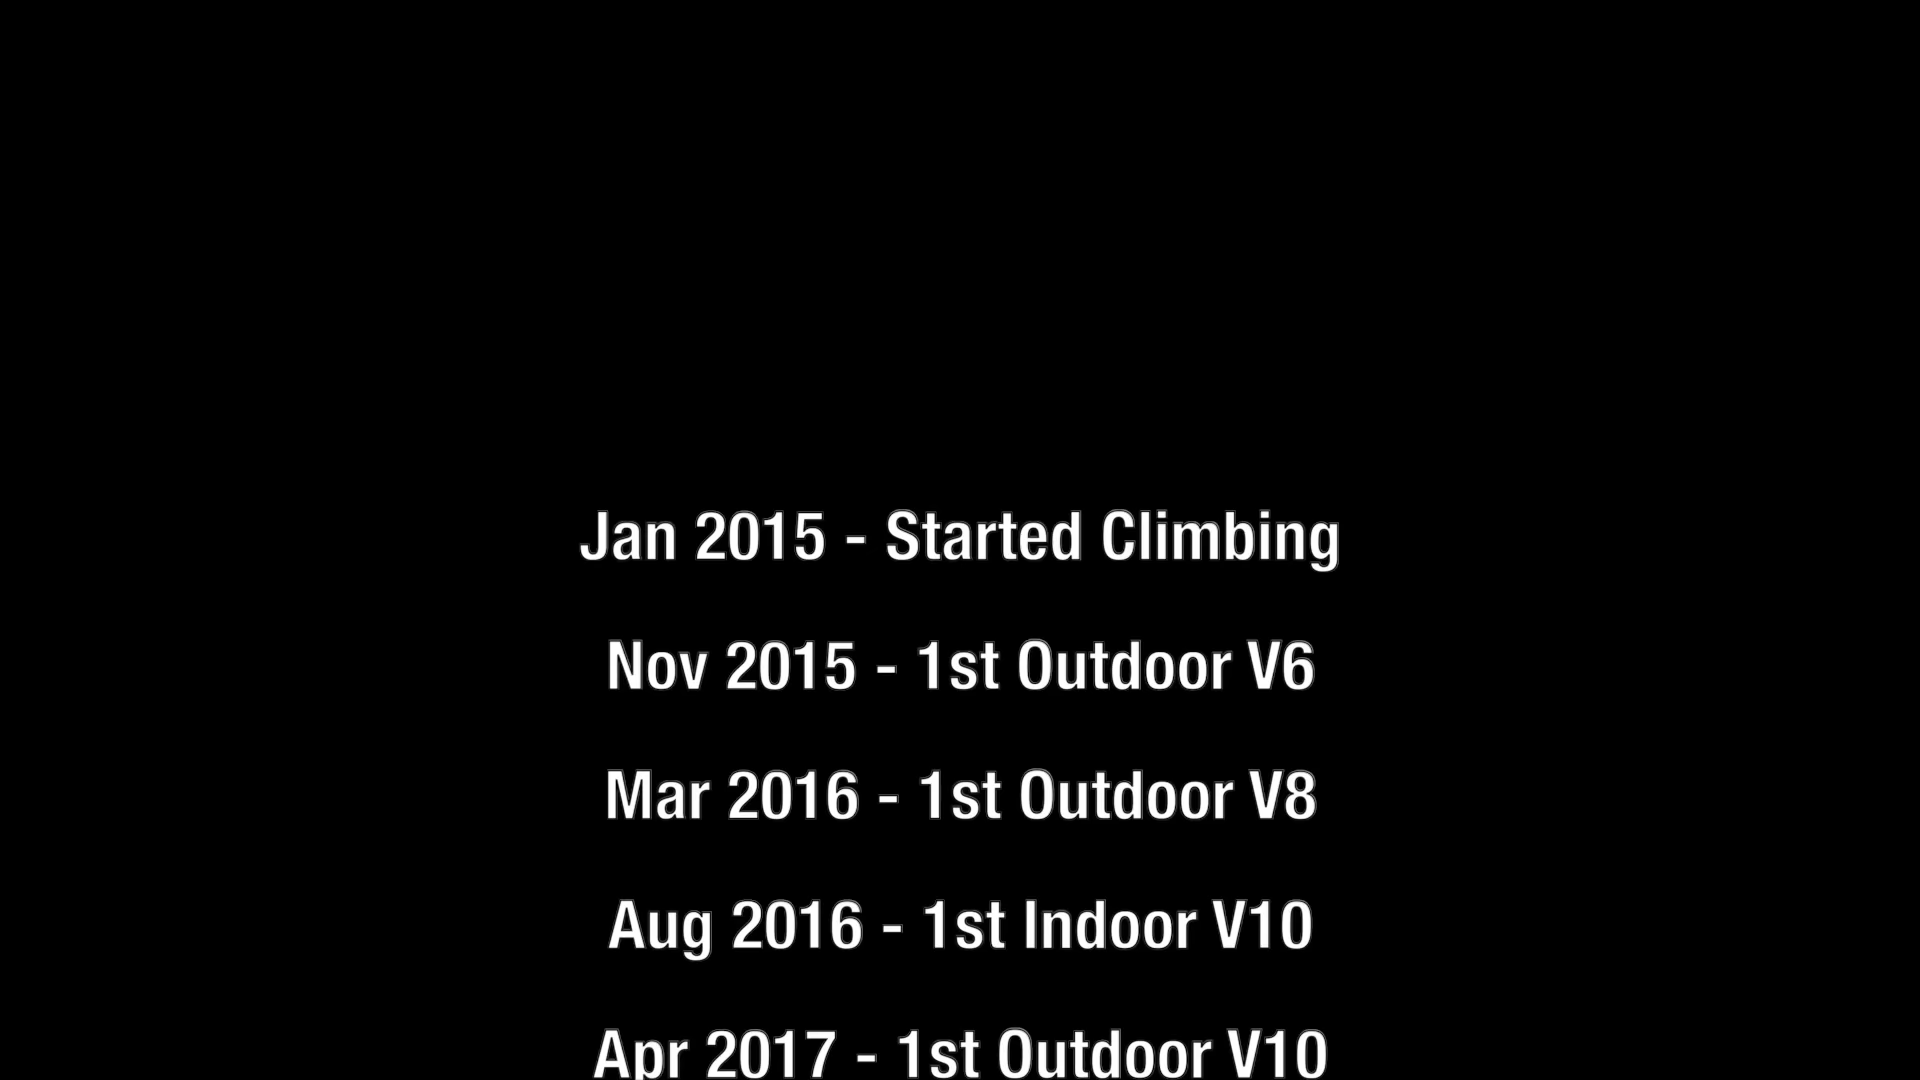 Jan 2015 - Started Climbing
Nov 2015 - 1st Outdoor V6
Mar 2016 - 1st Outdoor V8
Aug 2016 - 1st Indoor V10
Apr 2017 - 1st Outdoor V10